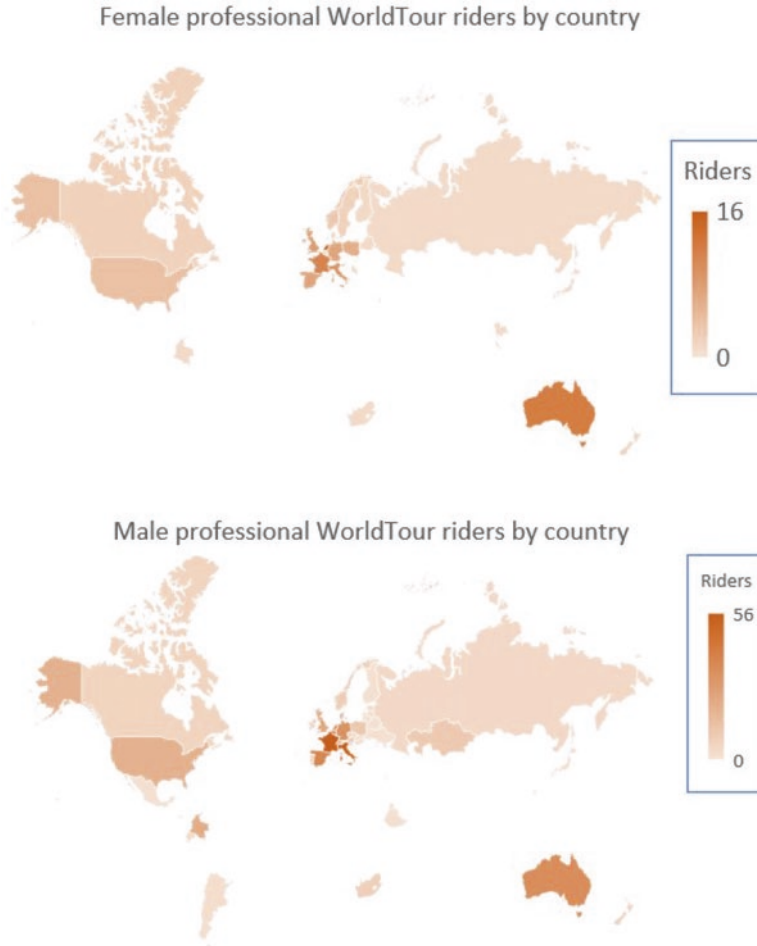 Female professional WorldTour riders by country
Riders
16
0
Male professional WorldTour riders by country
Riders
56
0